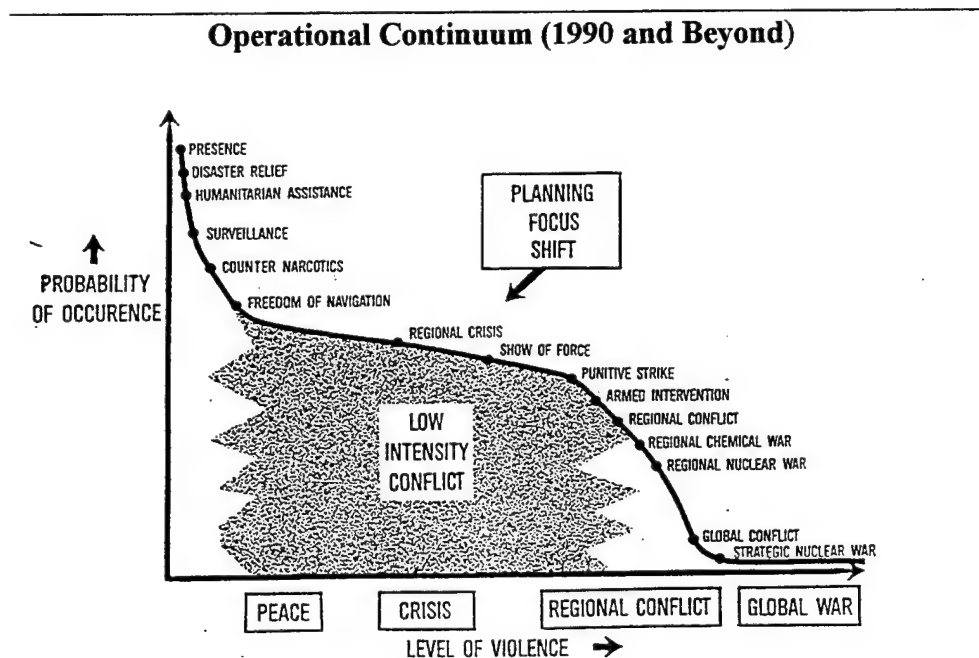 Operational Continuum (1990 and Beyond)
PRESENCE
DISASTER RELIEF
HUMANITARIAN ASSISTANCE
SURVEILLANCE
COUNTER NARCOTICS
FREEDOM OF NAVIGATION
PLANNING
FOCUS
SHIFT
PROBABILITY
OF OCCURENCE
REGIONAL CRISIS
SHOW OF FORCE
PUNITIVE STRIKE
ARMED INTERVENTION
REGIONAL CONFLICT
REGIONAL CHEMICAL WAR
REGIONAL NUCLEAR WAR
LOW
INTENSITY
CONFLICT
GLOBAL CONFLICT
STRATEGIC NUCLEAR WAR
PEACE
CRISIS
REGIONAL CONFLICT
GLOBAL WAR
LEVEL OF VIOLENCE